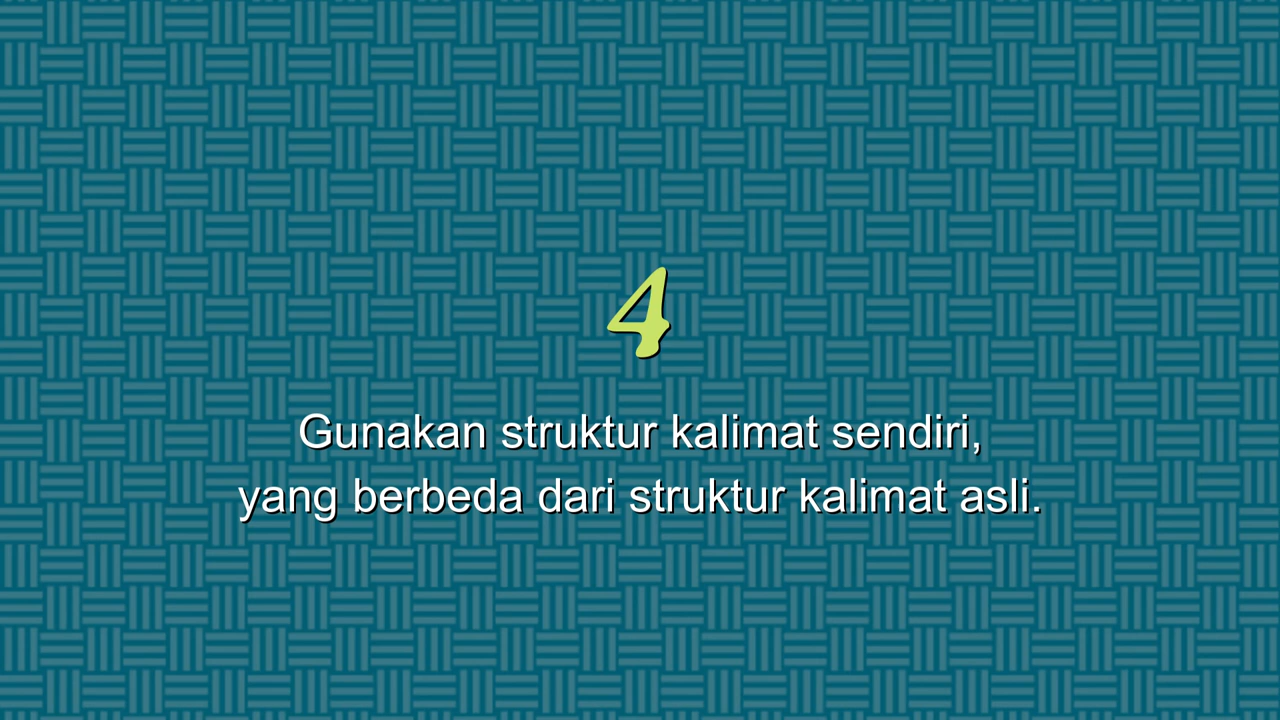 4
Gunakan struktur kalimat sendiri,
yang berbeda dari struktur kalimat asli.